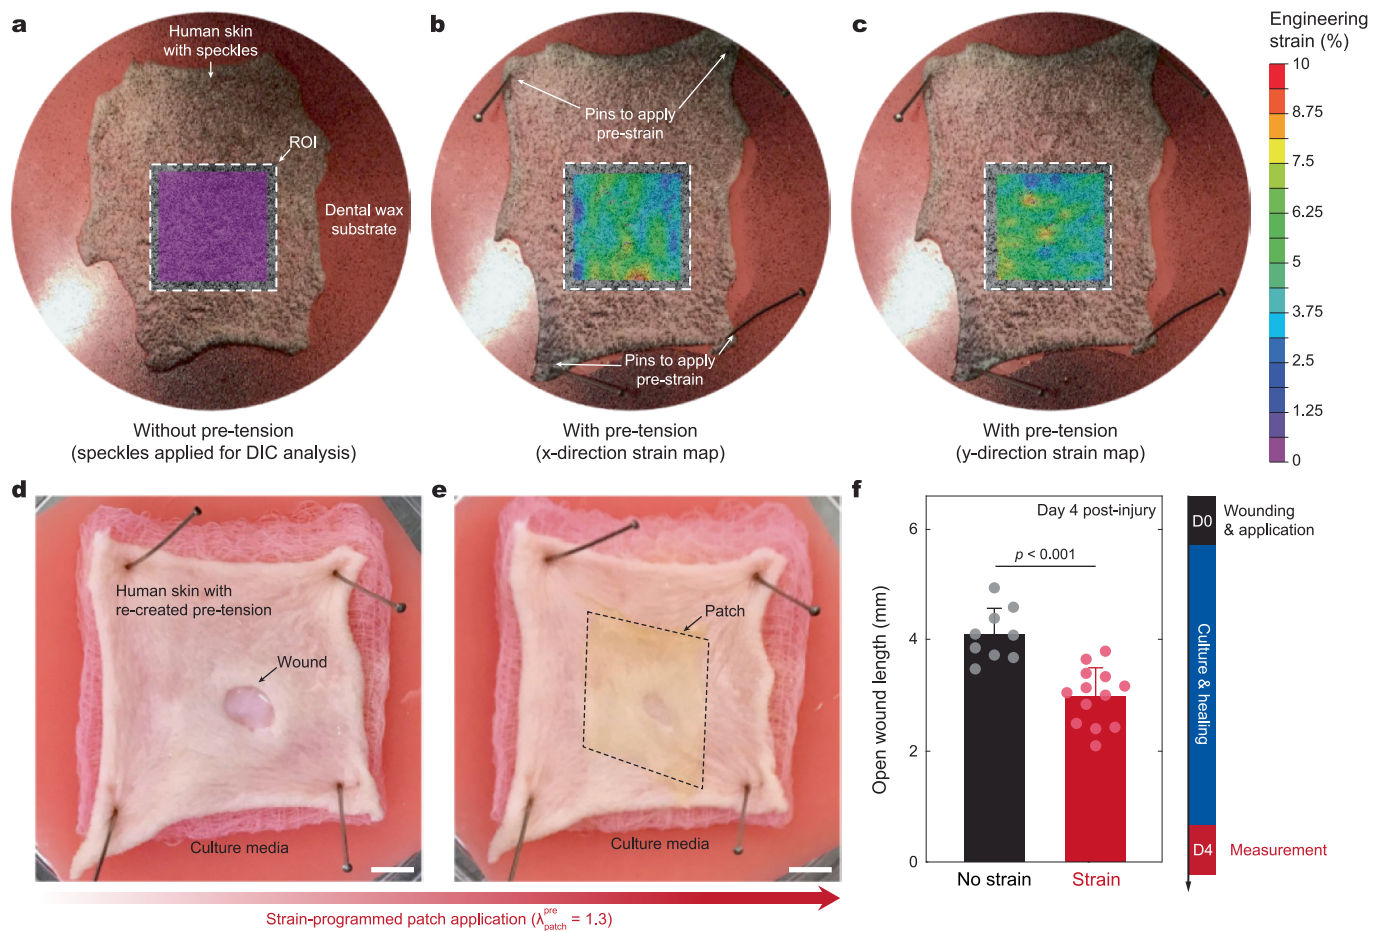 a
Human skin
with speckles
ROI
Dental wax
substrate
Without pre-tension
(speckles applied for DIC analysis)
b
Pins to apply
pre-strain
Pins to apply
pre-strain
With pre-tension
(x-direction strain map)
c
With pre-tension
(y-direction strain map)
Engineering
strain (%)
10
8.75
7.5
6.25
5
3.75
2.5
1.25
0
d
Human skin with
re-created pre-tension
Wound
Culture media
e
Patch
Culture media
Strain-programmed patch application (λ^pre_patch = 1.3)
f
Day 4 post-injury
p < 0.001
Open wound length (mm)
6
4
2
0
No strain
Strain
D0
Wounding
& application
Culture & healing
D4
Measurement